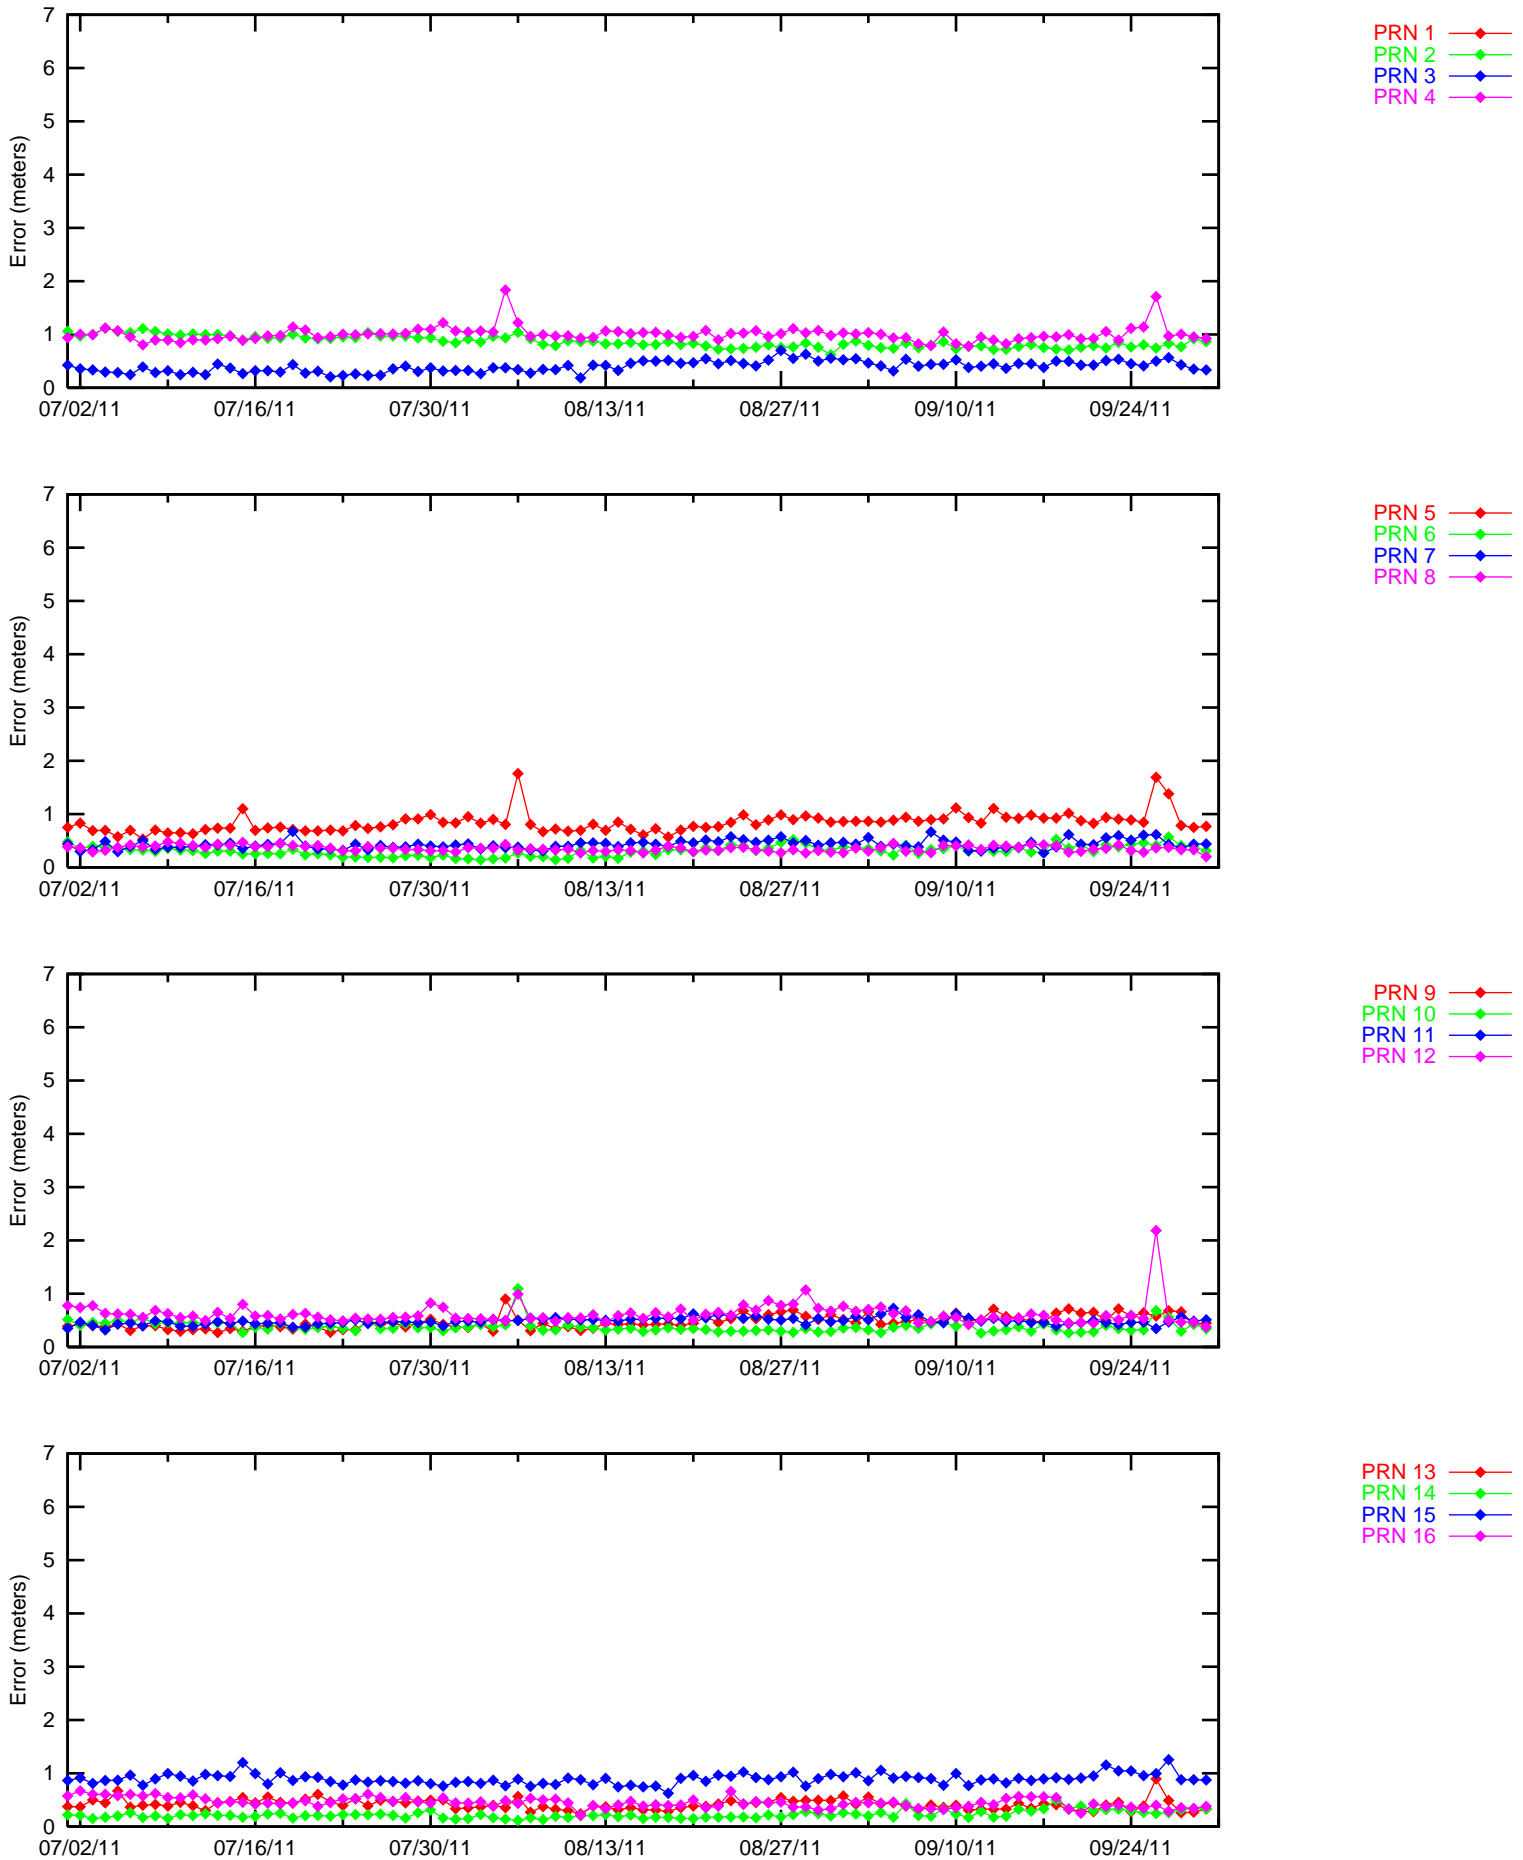 7
6
5
4
3
2
1
0
Error (meters)
07/02/11 07/16/11 07/30/11 08/13/11 08/27/11 09/10/11 09/24/11
PRN 1
PRN 2
PRN 3
PRN 4
7
6
5
4
3
2
1
0
Error (meters)
07/02/11 07/16/11 07/30/11 08/13/11 08/27/11 09/10/11 09/24/11
PRN 5
PRN 6
PRN 7
PRN 8
7
6
5
4
3
2
1
0
Error (meters)
07/02/11 07/16/11 07/30/11 08/13/11 08/27/11 09/10/11 09/24/11
PRN 9
PRN 10
PRN 11
PRN 12
7
6
5
4
3
2
1
0
Error (meters)
07/02/11 07/16/11 07/30/11 08/13/11 08/27/11 09/10/11 09/24/11
PRN 13
PRN 14
PRN 15
PRN 16